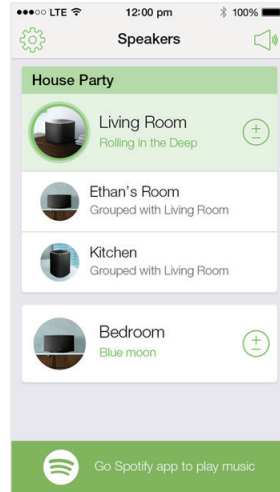 LTE 12:00 pm 100%
Speakers
House Party
Living Room
Rolling in the Deep
Ethan's Room
Grouped with Living Room
Kitchen
Grouped with Living Room
Bedroom
Blue moon
Go Spotify app to play music